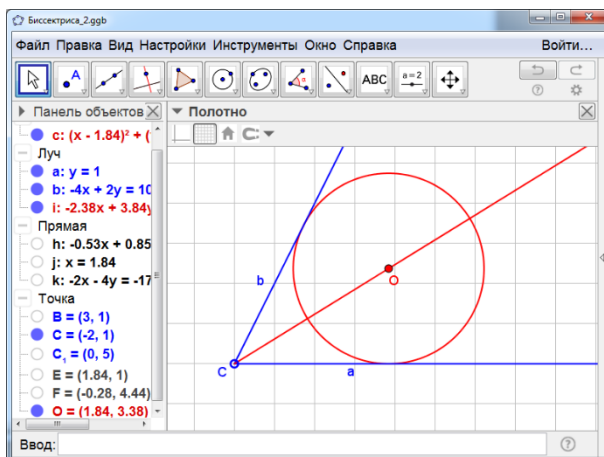 Биссектриса_2.ggb
Файл Правка Вид Настройки Инструменты Окно Справка Войти...
A α ABC a=2
Панель объектов Полотно
c: (x - 1.84)² + (
Луч
a: y = 1
b: -4x + 2y = 10
i: -2.38x + 3.84y
Прямая
h: -0.53x + 0.85
j: x = 1.84
k: -2x - 4y = -17
Точка
B = (3, 1)
C = (-2, 1)
C₁ = (0, 5)
E = (1.84, 1)
F = (-0.28, 4.44)
O = (1.84, 3.38)
b
O
C
a
Ввод: